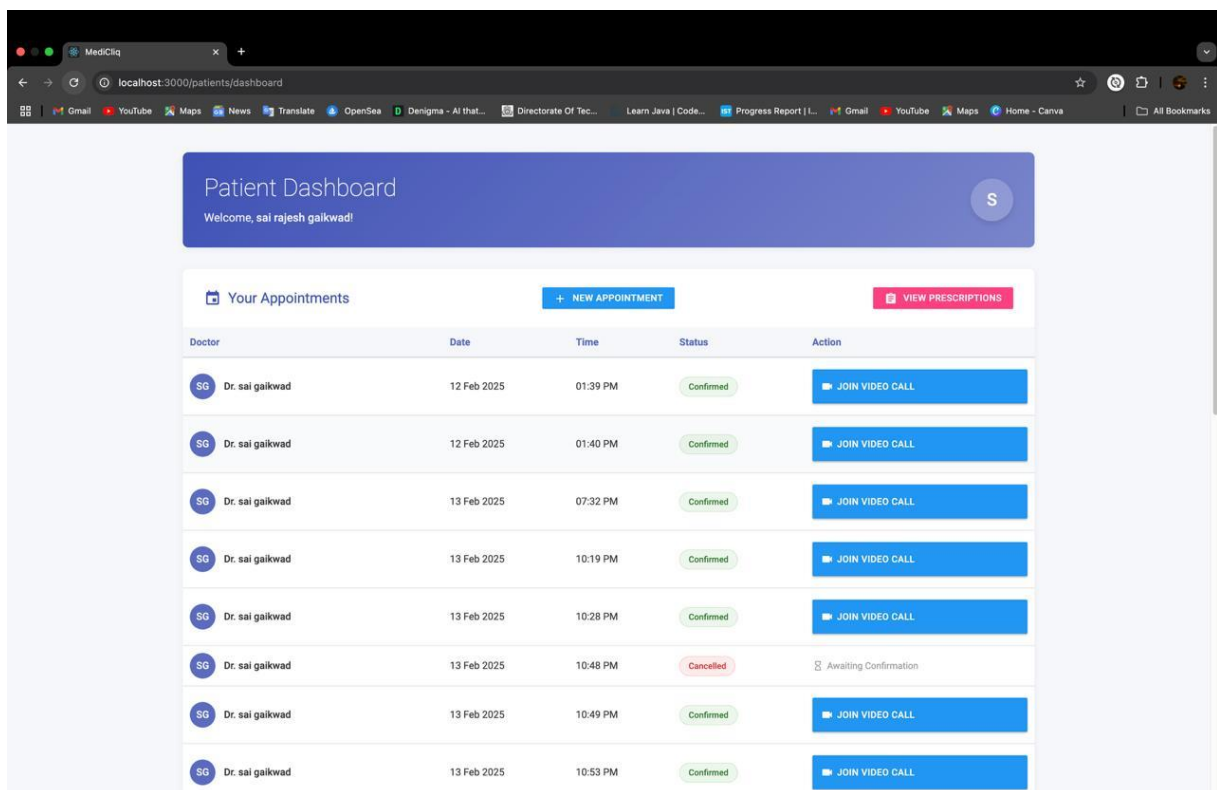 MediCliq
localhost:3000/patients/dashboard
Gmail YouTube Maps News Translate OpenSea Denigma - AI that... Directorate Of Tec... Learn Java | Code... Progress Report | I... Gmail YouTube Maps Home - Canva All Bookmarks
Patient Dashboard
Welcome, sai rajesh gaikwad!
S
Your Appointments + NEW APPOINTMENT VIEW PRESCRIPTIONS
Doctor Date Time Status Action
SG Dr. sai gaikwad 12 Feb 2025 01:39 PM Confirmed JOIN VIDEO CALL
SG Dr. sai gaikwad 12 Feb 2025 01:40 PM Confirmed JOIN VIDEO CALL
SG Dr. sai gaikwad 13 Feb 2025 07:32 PM Confirmed JOIN VIDEO CALL
SG Dr. sai gaikwad 13 Feb 2025 10:19 PM Confirmed JOIN VIDEO CALL
SG Dr. sai gaikwad 13 Feb 2025 10:28 PM Confirmed JOIN VIDEO CALL
SG Dr. sai gaikwad 13 Feb 2025 10:48 PM Cancelled Awaiting Confirmation
SG Dr. sai gaikwad 13 Feb 2025 10:49 PM Confirmed JOIN VIDEO CALL
SG Dr. sai gaikwad 13 Feb 2025 10:53 PM Confirmed JOIN VIDEO CALL